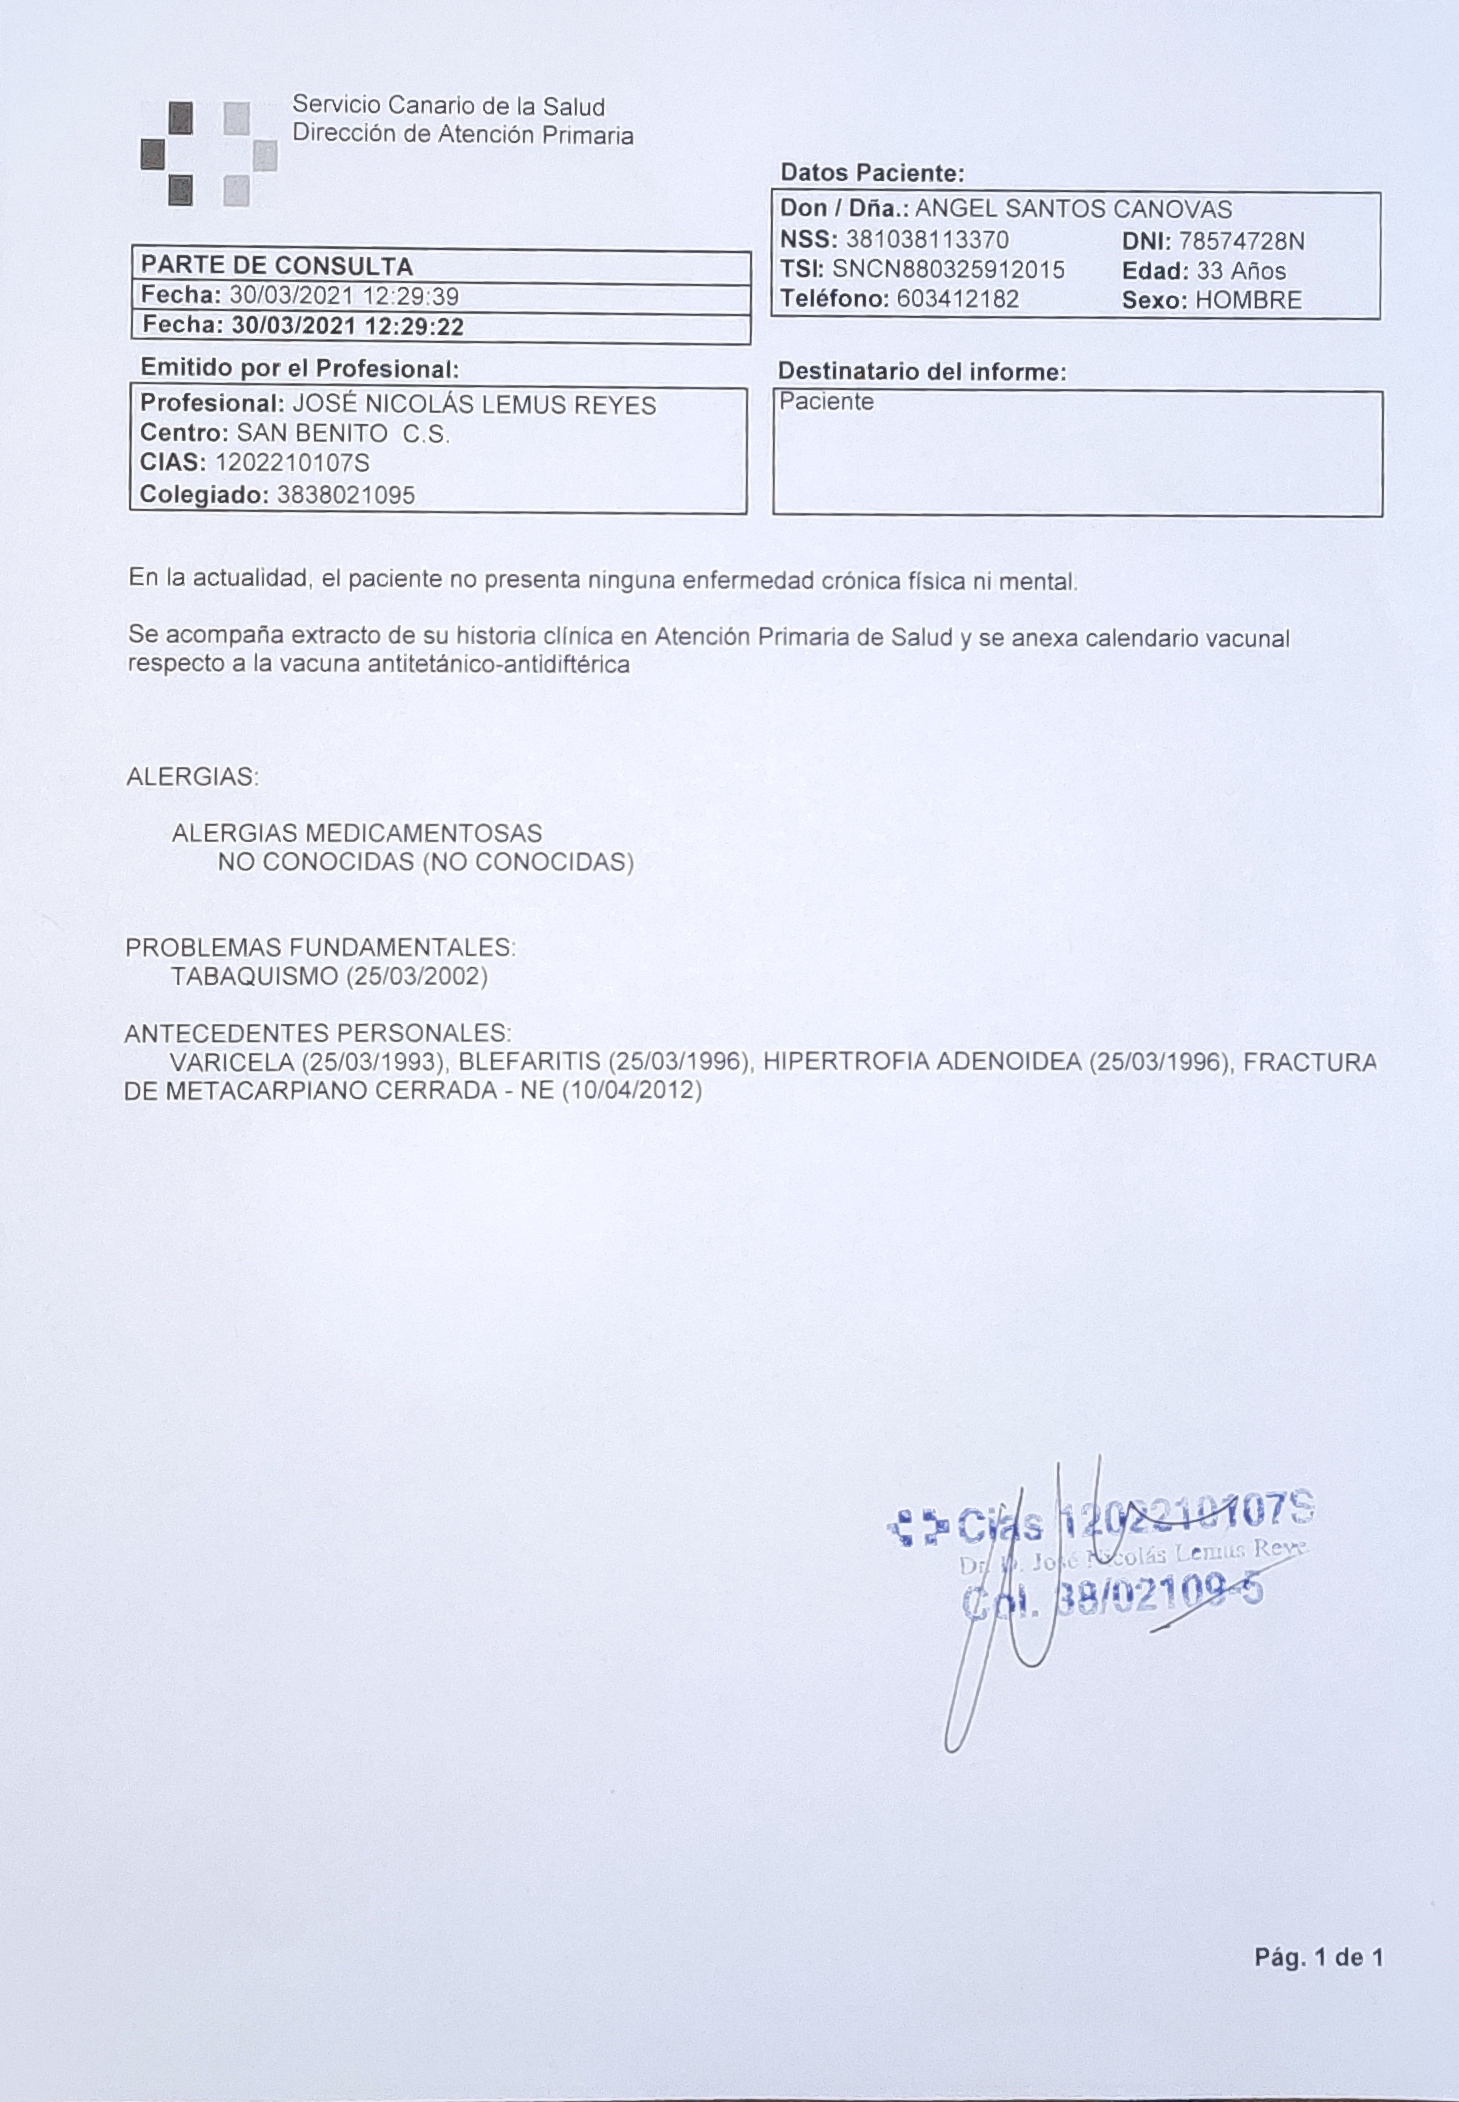 Servicio Canario de la Salud
Dirección de Atención Primaria
Datos Paciente:
Don / Dña.: ANGEL SANTOS CANOVAS
NSS: 381038113370 DNI: 78574728N
TSI: SNCN880325912015 Edad: 33 Años
Teléfono: 603412182 Sexo: HOMBRE
PARTE DE CONSULTA
Fecha: 30/03/2021 12:29:39
Fecha: 30/03/2021 12:29:22
Emitido por el Profesional:
Profesional: JOSÉ NICOLÁS LEMUS REYES
Centro: SAN BENITO C.S.
CIAS: 1202210107S
Colegiado: 3838021095
Destinatario del informe:
Paciente
En la actualidad, el paciente no presenta ninguna enfermedad crónica física ni mental.
Se acompaña extracto de su historia clínica en Atención Primaria de Salud y se anexa calendario vacunal
respecto a la vacuna antitetánico-antidiftérica
ALERGIAS:
ALERGIAS MEDICAMENTOSAS
NO CONOCIDAS (NO CONOCIDAS)
PROBLEMAS FUNDAMENTALES:
TABAQUISMO (25/03/2002)
ANTECEDENTES PERSONALES:
VARICELA (25/03/1993), BLEFARITIS (25/03/1996), HIPERTROFIA ADENOIDEA (25/03/1996), FRACTURA
DE METACARPIANO CERRADA - NE (10/04/2012)
Cias 1202210107S
Dr. D. José Nicolás Lemus Reye
Col. 38/02109-5
Pág. 1 de 1